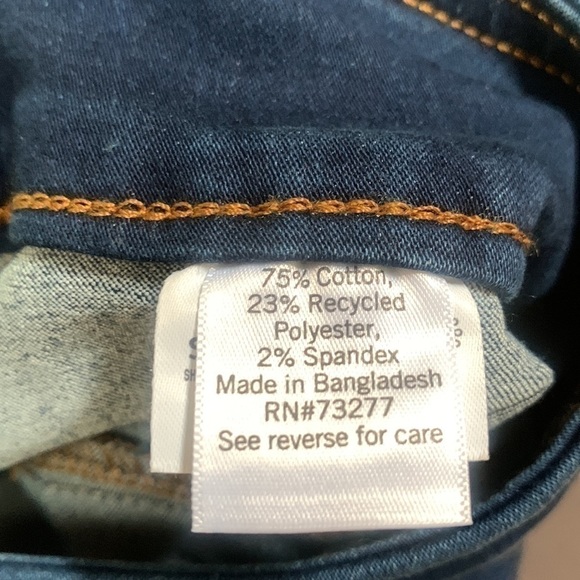 75% Cotton,
23% Recycled
Polyester,
2% Spandex
Made in Bangladesh
RN#73277
See reverse for care